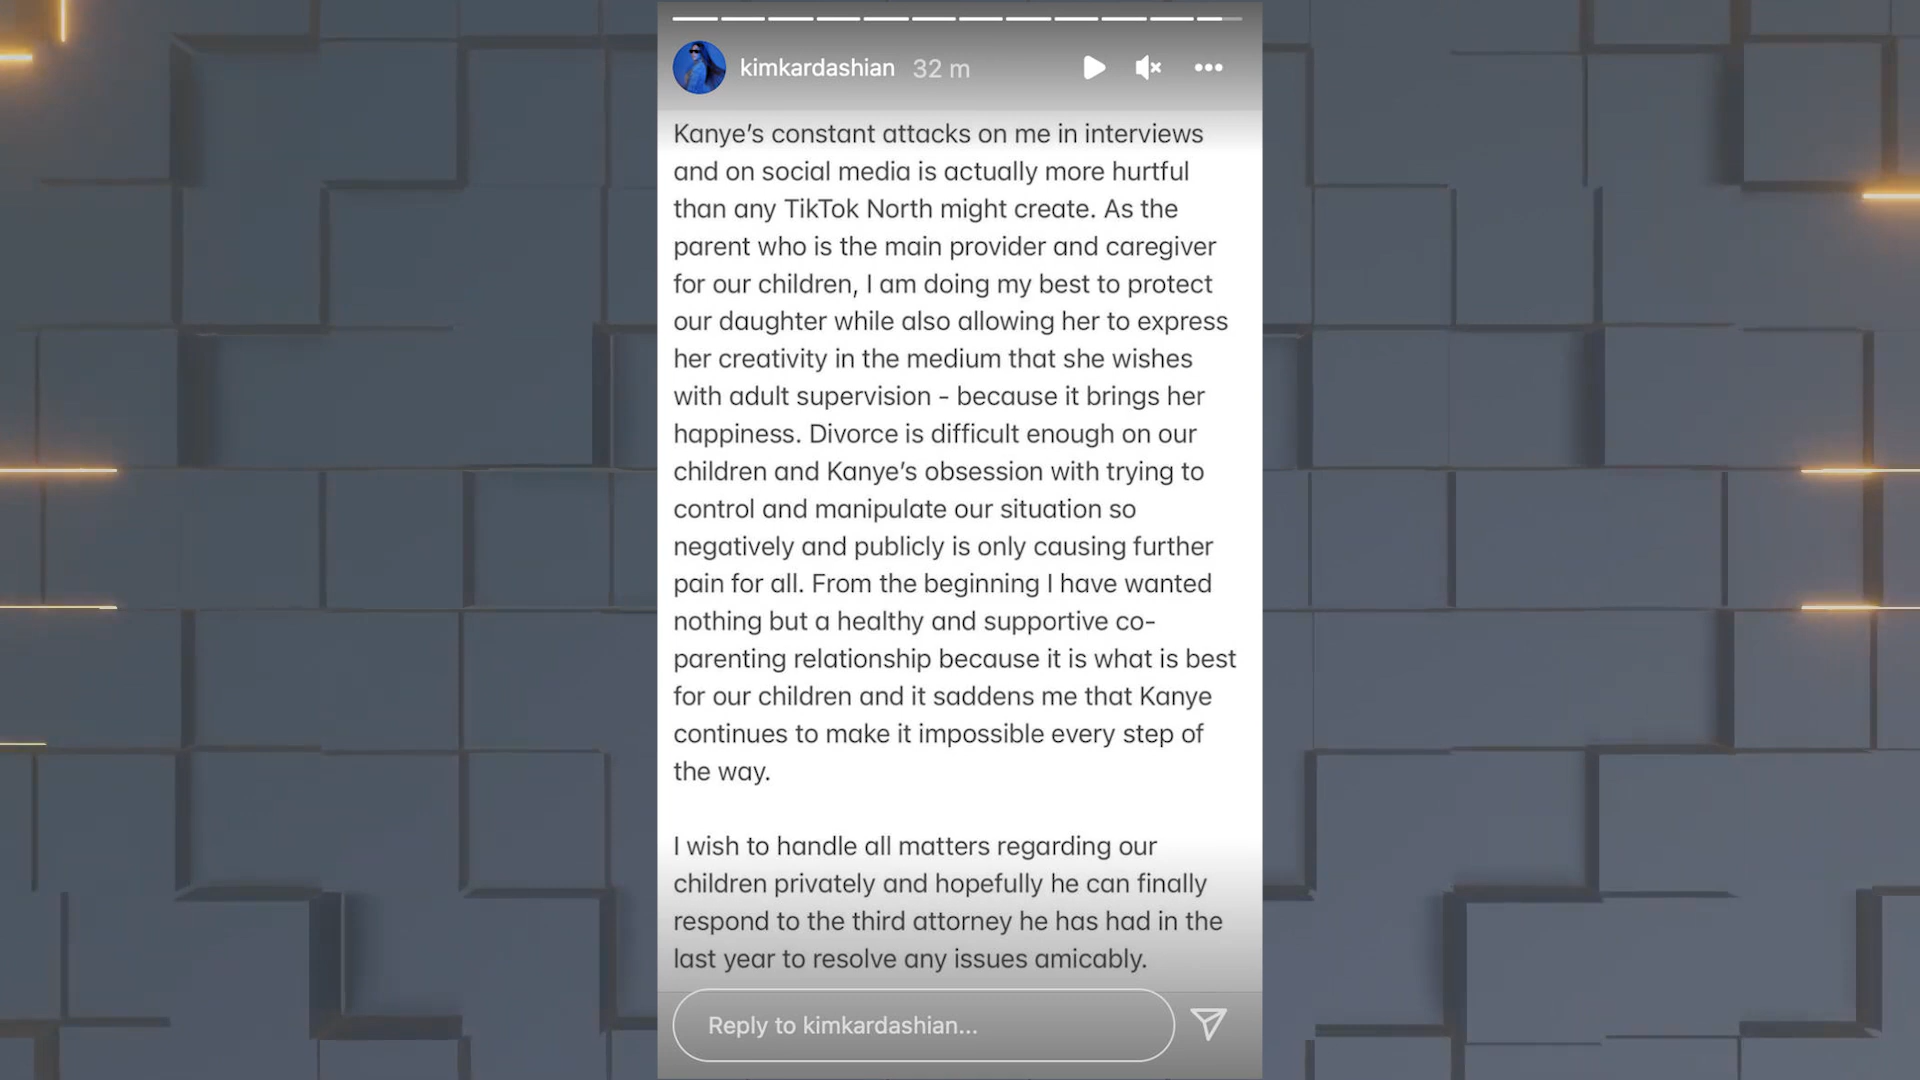 kimkardashian 32 m
Kanye’s constant attacks on me in interviews
and on social media is actually more hurtful
than any TikTok North might create. As the
parent who is the main provider and caregiver
for our children, I am doing my best to protect
our daughter while also allowing her to express
her creativity in the medium that she wishes
with adult supervision - because it brings her
happiness. Divorce is difficult enough on our
children and Kanye’s obsession with trying to
control and manipulate our situation so
negatively and publicly is only causing further
pain for all. From the beginning I have wanted
nothing but a healthy and supportive co-
parenting relationship because it is what is best
for our children and it saddens me that Kanye
continues to make it impossible every step of
the way.
I wish to handle all matters regarding our
children privately and hopefully he can finally
respond to the third attorney he has had in the
last year to resolve any issues amicably.
Reply to kimkardashian...